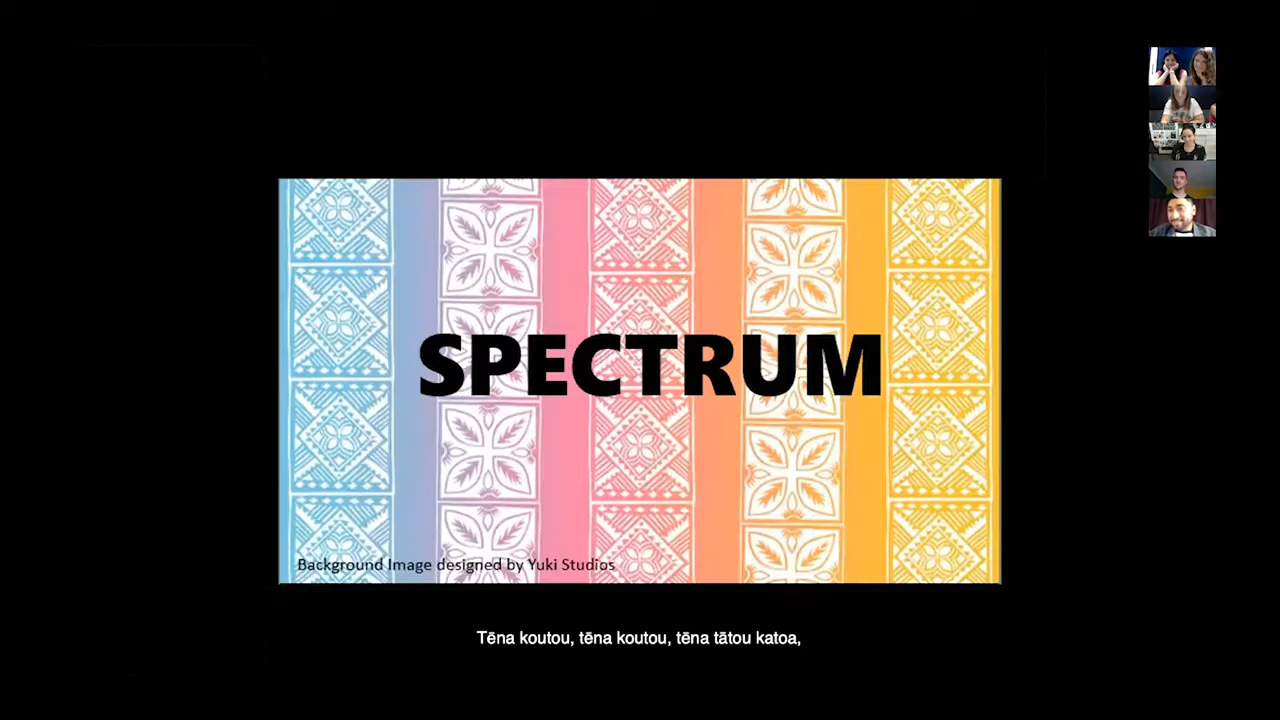 SPECTRUM
Background Image designed by Yuki Studios
Tēna koutou, tēna koutou, tēna tātou katoa,